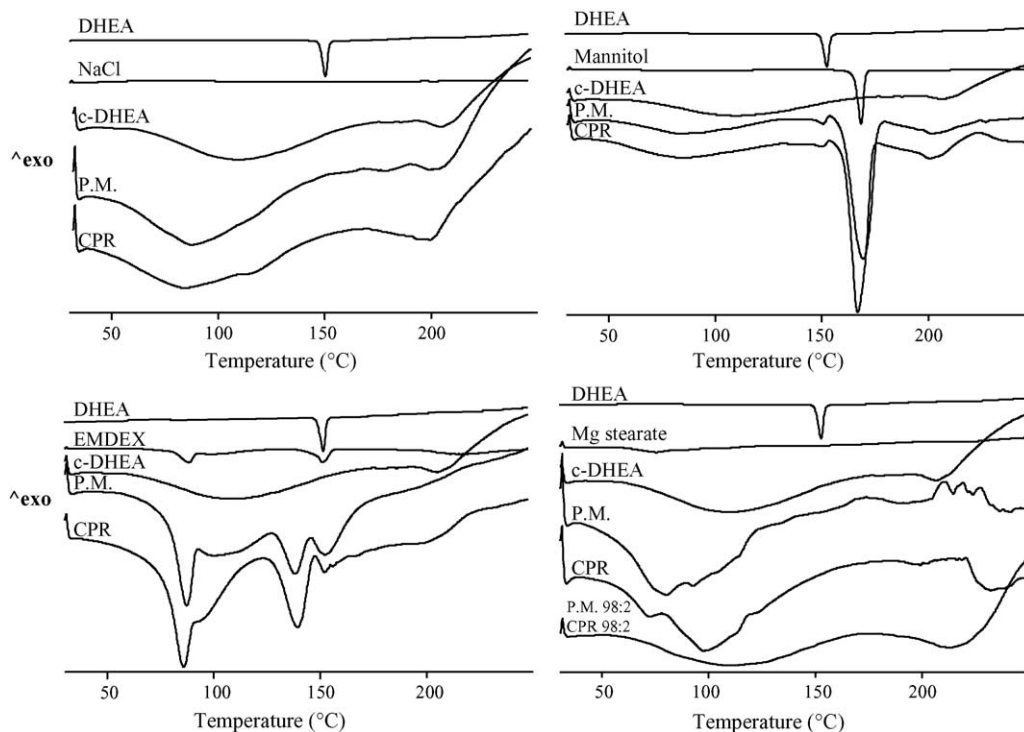 DHEA
NaCl
c-DHEA
^exo
P.M.
CPR
50 100 150 200
Temperature (°C)
DHEA
Mannitol
c-DHEA
P.M.
CPR
50 100 150 200
Temperature (°C)
DHEA
EMDEX
c-DHEA
P.M.
^exo
CPR
50 100 150 200
Temperature (°C)
DHEA
Mg stearate
c-DHEA
P.M.
CPR
P.M. 98:2
CPR 98:2
50 100 150 200
Temperature (°C)